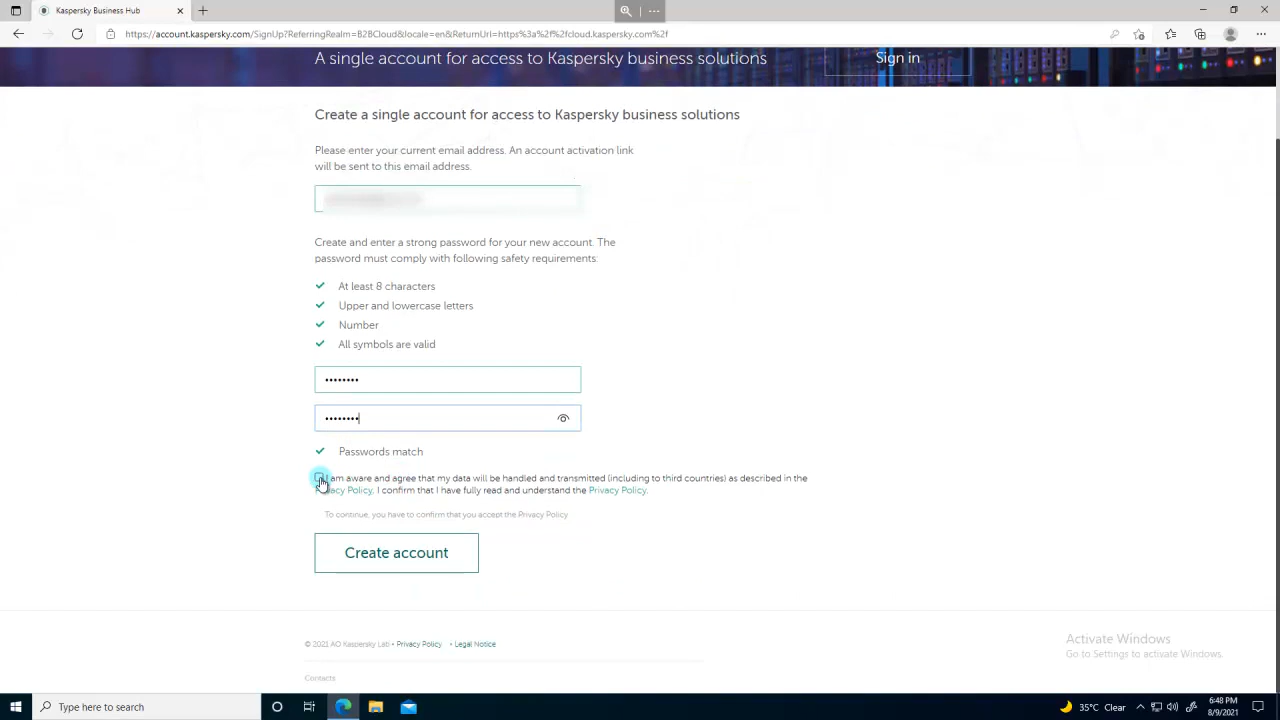 Kaspersky Business Hub
https://account.kaspersky.com/SignUp?ReferringRealm=B2BCloud&locale=en&ReturnUrl=https%3a%2f%2fcloud.kaspersky.com%2f
A single account for access to Kaspersky business solutions
Sign in
Create a single account for access to Kaspersky business solutions
Please enter your current email address. An account activation link
will be sent to this email address.
Create and enter a strong password for your new account. The
password must comply with following safety requirements:
At least 8 characters
Upper and lowercase letters
Number
All symbols are valid
••••••••
••••••••
Passwords match
I am aware and agree that my data will be handled and transmitted (including to third countries) as described in the
Privacy Policy. I confirm that I have fully read and understand the Privacy Policy.
To continue, you have to confirm that you accept the Privacy Policy
Create account
© 2021 AO Kaspersky Lab • Privacy Policy • Legal Notice
Contacts
Activate Windows
Go to Settings to activate Windows.
Type here to search
35°C Clear
6:48 PM
8/9/2021